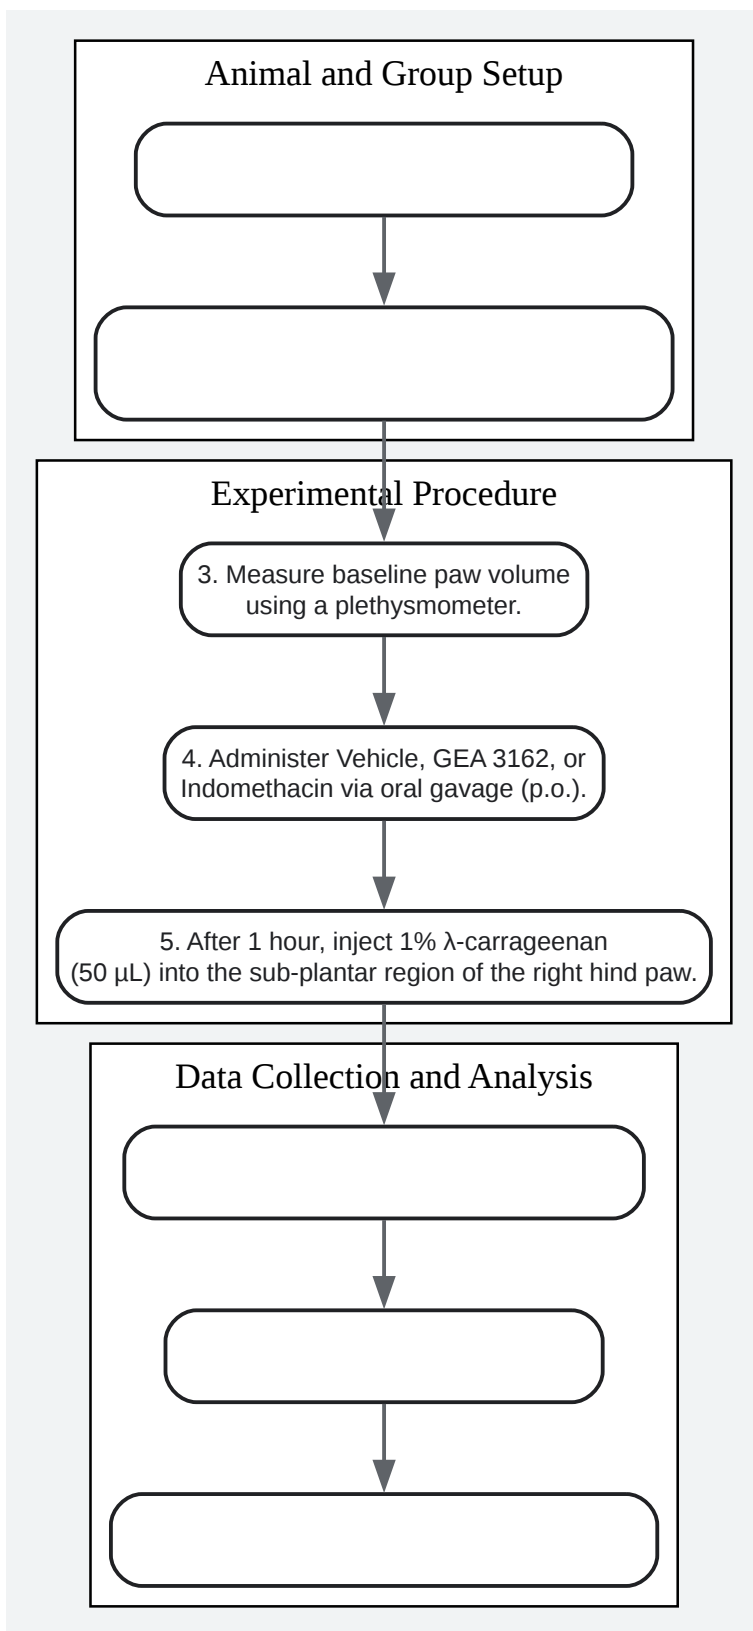 Animal and Group Setup
Experimental Procedure
3. Measure baseline paw volume
using a plethysmometer.
4. Administer Vehicle, GEA 3162, or
Indomethacin via oral gavage (p.o.).
5. After 1 hour, inject 1% λ-carrageenan
(50 µL) into the sub-plantar region of the right hind paw.
Data Collection and Analysis